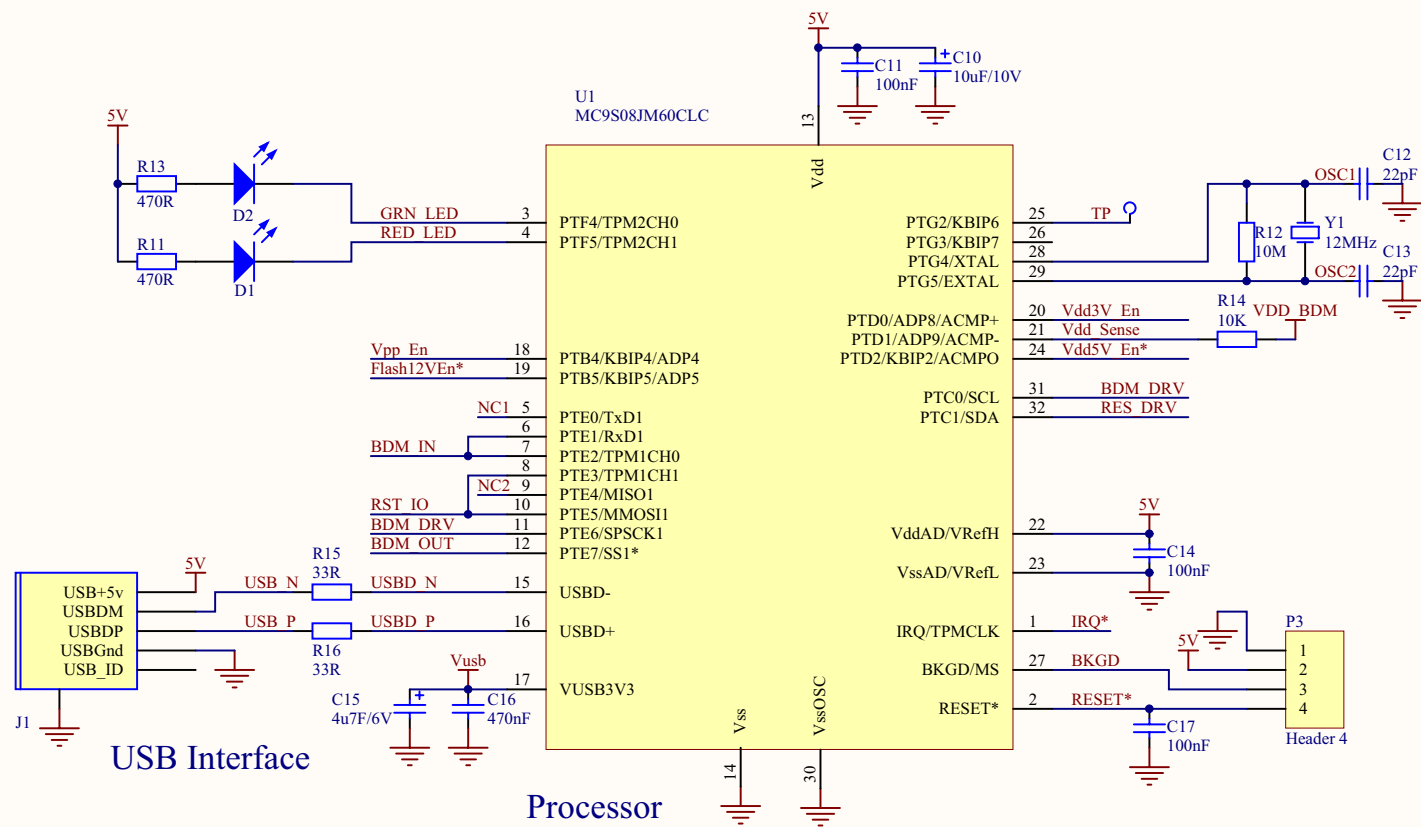 5V
C11
100nF
C10
10uF/10V
U1
MC9S08JM60CLC
13
Vdd
5V
R13
470R
D2
R11
470R
D1
GRN_LED
3
PTF4/TPM2CH0
RED_LED
4
PTF5/TPM2CH1
Vpp_En
18
PTB4/KBIP4/ADP4
Flash12VEn*
19
PTB5/KBIP5/ADP5
NC1
5
PTE0/TxD1
6
PTE1/RxD1
BDM_IN
7
PTE2/TPM1CH0
8
PTE3/TPM1CH1
NC2
9
PTE4/MISO1
RST_IO
10
PTE5/MMOSI1
BDM_DRV
11
PTE6/SPSCK1
BDM_OUT
12
PTE7/SS1*
15
USBD-
16
USBD+
17
VUSB3V3
PTG2/KBIP6
25
TP
PTG3/KBIP7
26
PTG4/XTAL
28
PTG5/EXTAL
29
R12
10M
Y1
12MHz
OSC1
C12
22pF
OSC2
C13
22pF
PTD0/ADP8/ACMP+
20
Vdd3V_En
PTD1/ADP9/ACMP-
21
Vdd_Sense
PTD2/KBIP2/ACMPO
24
Vdd5V_En*
R14
10K
VDD_BDM
PTC0/SCL
31
BDM_DRV
PTC1/SDA
32
RES_DRV
VddAD/VRefH
22
5V
C14
100nF
VssAD/VRefL
23
IRQ/TPMCLK
1
IRQ*
BKGD/MS
27
BKGD
RESET*
2
RESET*
C17
100nF
5V
P3
1
2
3
4
Header 4
USB+5v
USBDM
USBDP
USBGnd
USB_ID
J1
5V
USB_N
R15
33R
USBD_N
USB_P
R16
33R
USBD_P
Vusb
C15
4u7F/6V
C16
470nF
Vss
14
VssOSC
30
USB Interface
Processor